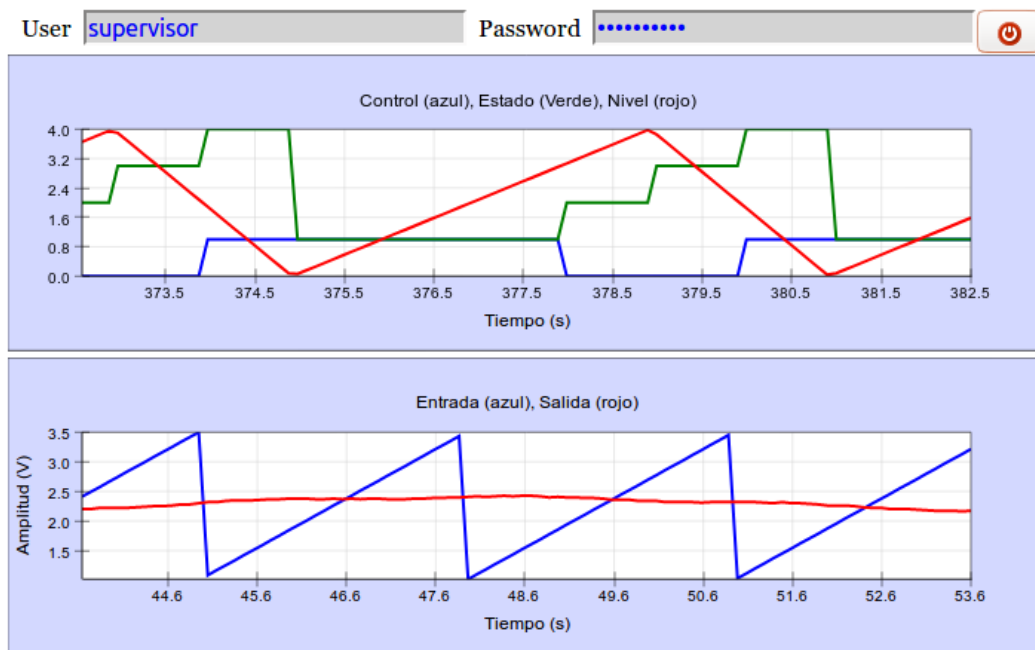 User supervisor Password ••••••••••
Control (azul), Estado (Verde), Nivel (rojo)
4.0
3.2
2.4
1.6
0.8
0.0
373.5 374.5 375.5 376.5 377.5 378.5 379.5 380.5 381.5 382.5
Tiempo (s)
Entrada (azul), Salida (rojo)
Amplitud (V)
3.5
3.0
2.5
2.0
1.5
44.6 45.6 46.6 47.6 48.6 49.6 50.6 51.6 52.6 53.6
Tiempo (s)